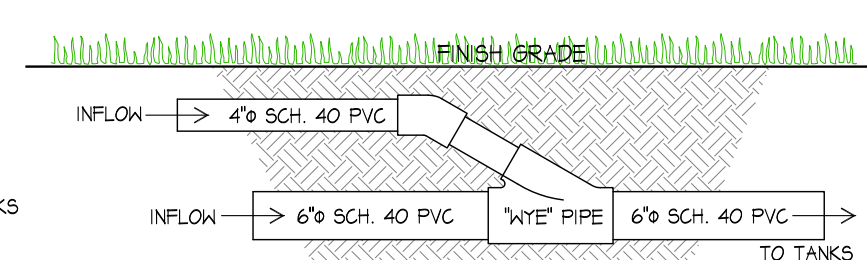 FINISH GRADE
INFLOW
4"Φ SCH. 40 PVC
KS
INFLOW
6"Φ SCH. 40 PVC
"WYE" PIPE
6"Φ SCH. 40 PVC
TO TANKS